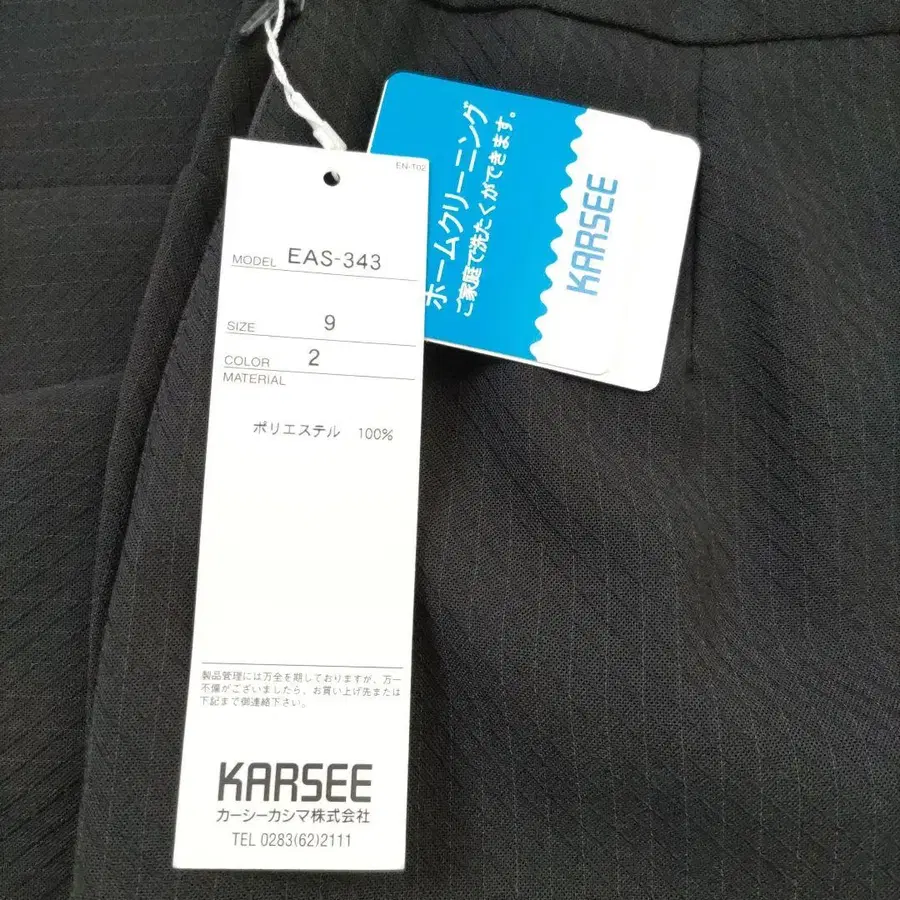 EN-T02
MODEL EAS-343
SIZE 9
COLOR 2
MATERIAL
ポリエステル 100%
製品管理には万全を期しておりますが、万一
不備がございましたら、お買い上げ先または
下記まで御連絡下さい。
KARSEE
カーシーカシマ株式会社
TEL 0283(62)2111
ホームクリーニング
ご家庭で洗たくができます。
KARSEE